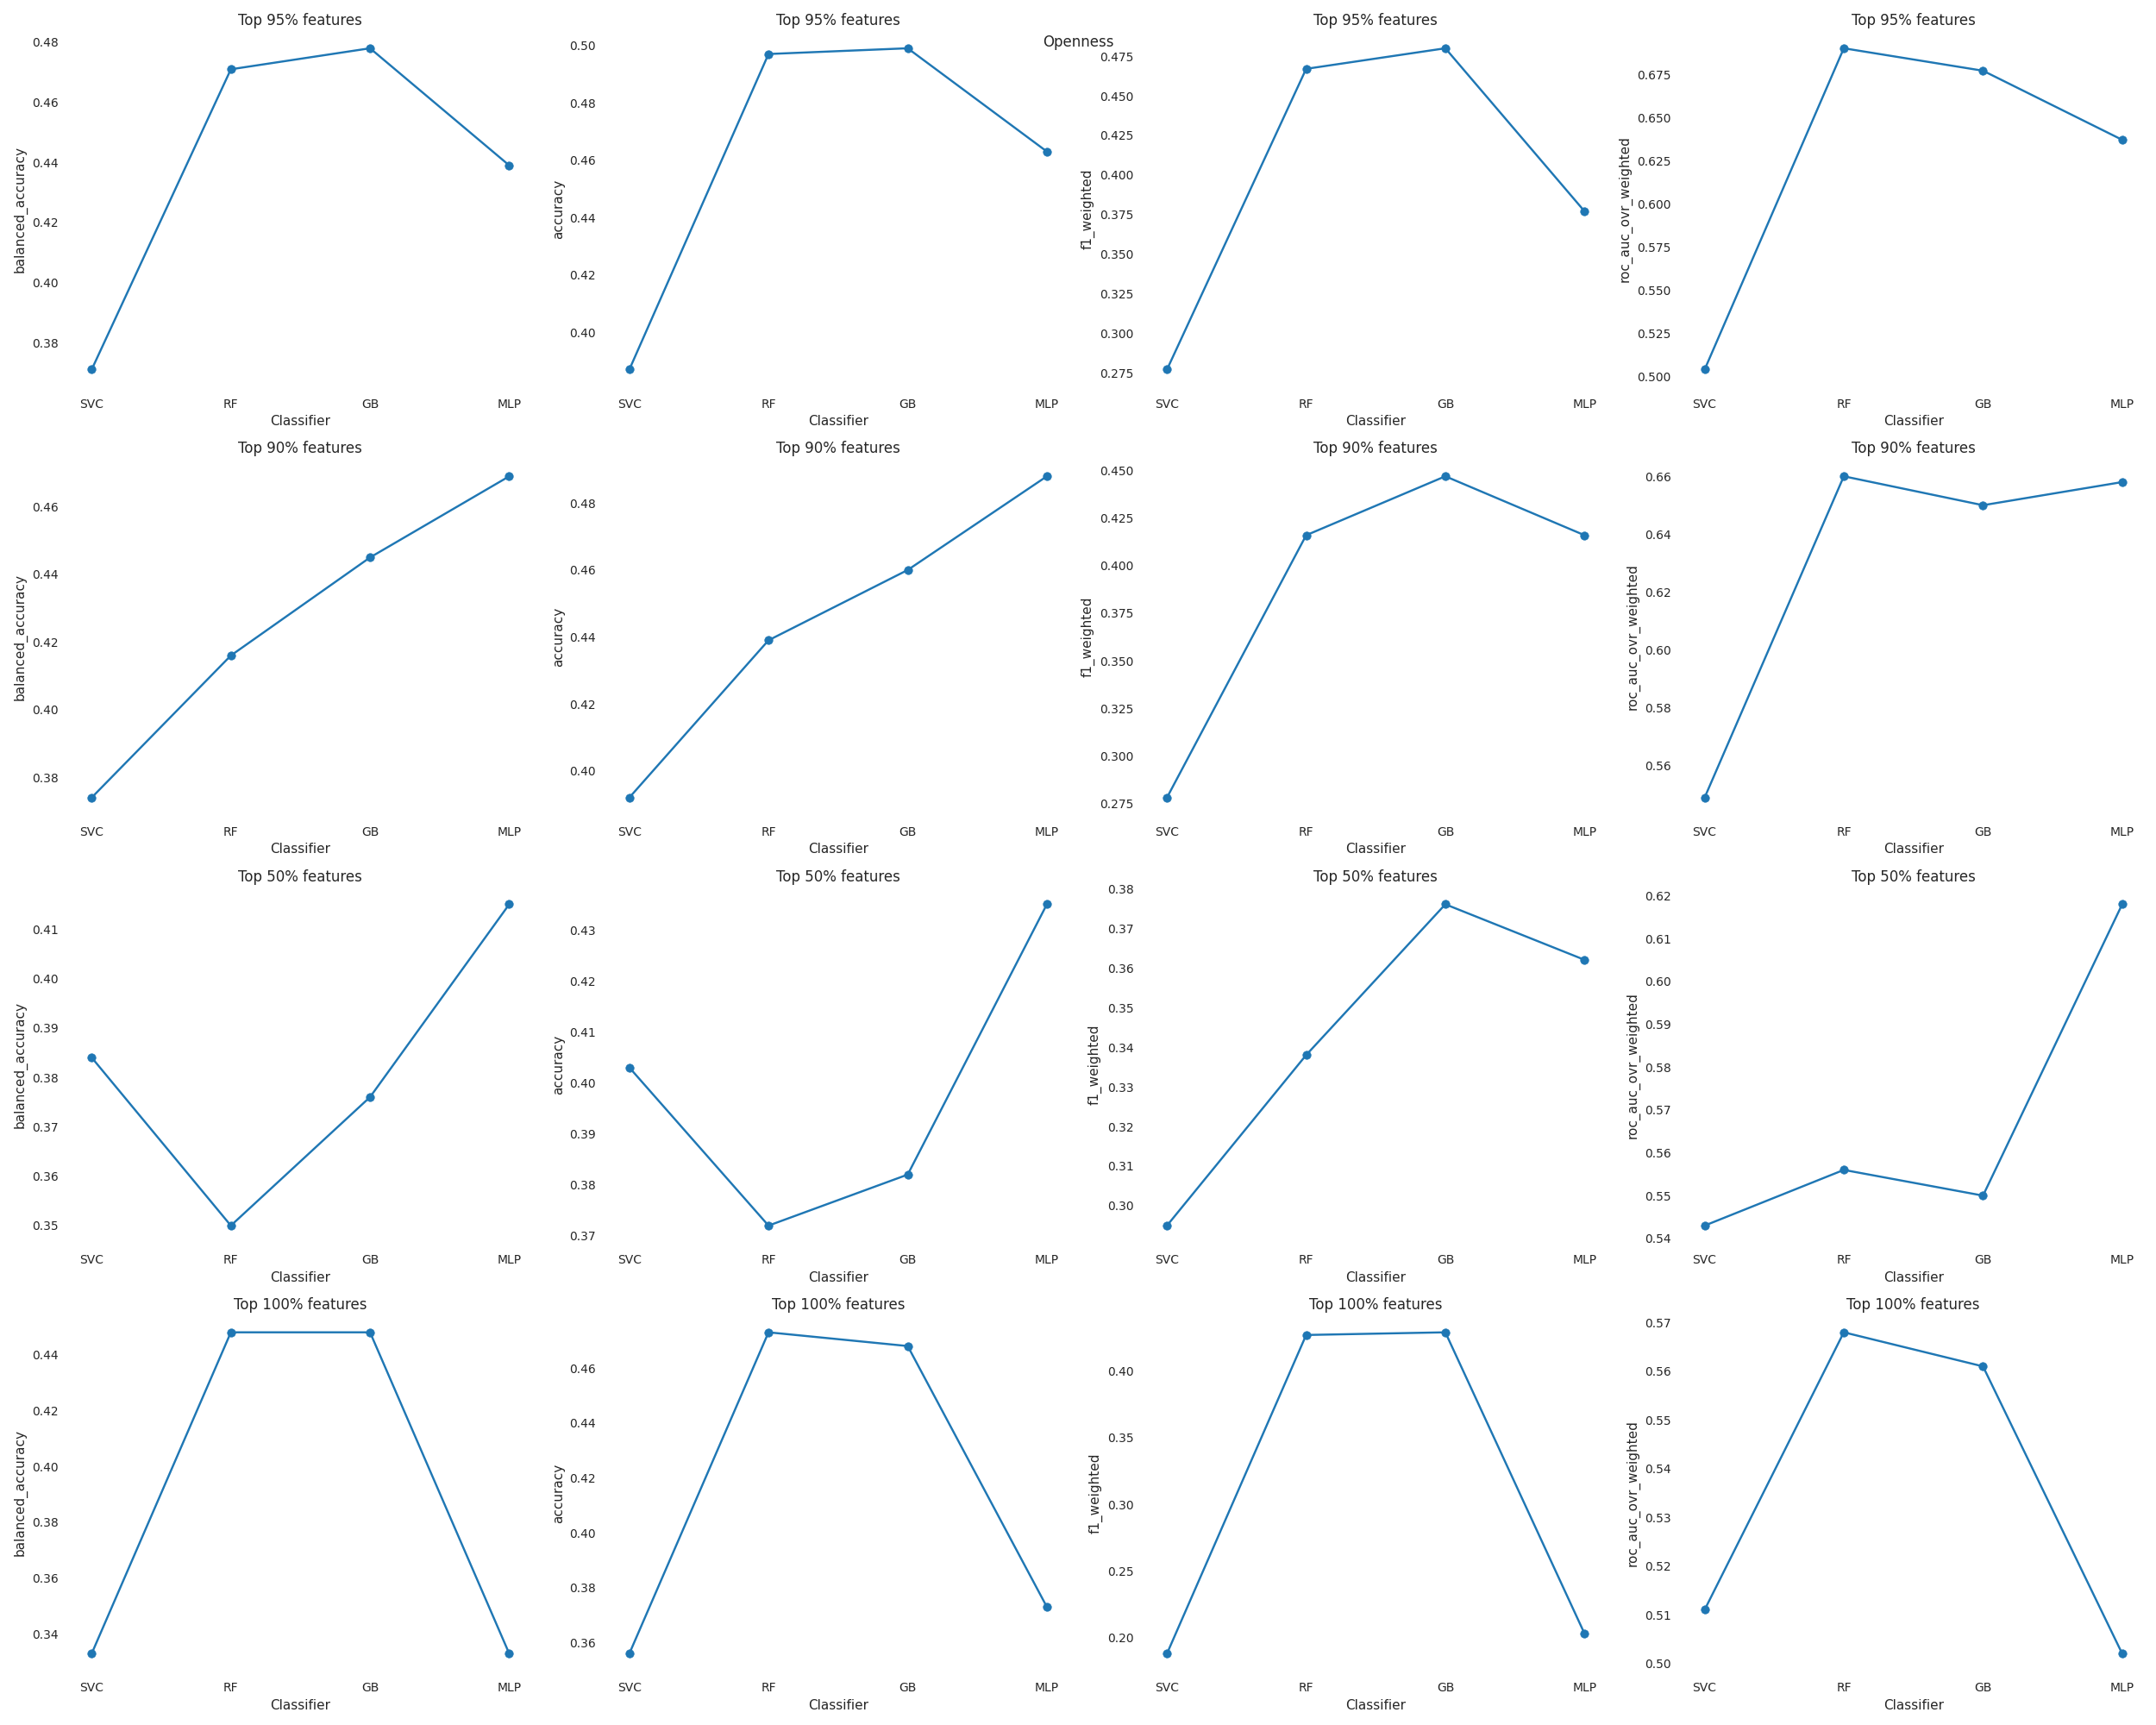 Openness
Top 95% features
balanced_accuracy
0.48
0.46
0.44
0.42
0.40
0.38
SVC RF GB MLP
Classifier
Top 95% features
accuracy
0.50
0.48
0.46
0.44
0.42
0.40
SVC RF GB MLP
Classifier
Top 95% features
f1_weighted
0.475
0.450
0.425
0.400
0.375
0.350
0.325
0.300
0.275
SVC RF GB MLP
Classifier
Top 95% features
roc_auc_ovr_weighted
0.675
0.650
0.625
0.600
0.575
0.550
0.525
0.500
SVC RF GB MLP
Classifier
Top 90% features
balanced_accuracy
0.46
0.44
0.42
0.40
0.38
SVC RF GB MLP
Classifier
Top 90% features
accuracy
0.48
0.46
0.44
0.42
0.40
SVC RF GB MLP
Classifier
Top 90% features
f1_weighted
0.450
0.425
0.400
0.375
0.350
0.325
0.300
0.275
SVC RF GB MLP
Classifier
Top 90% features
roc_auc_ovr_weighted
0.66
0.64
0.62
0.60
0.58
0.56
SVC RF GB MLP
Classifier
Top 50% features
balanced_accuracy
0.41
0.40
0.39
0.38
0.37
0.36
0.35
SVC RF GB MLP
Classifier
Top 50% features
accuracy
0.43
0.42
0.41
0.40
0.39
0.38
0.37
SVC RF GB MLP
Classifier
Top 50% features
f1_weighted
0.38
0.37
0.36
0.35
0.34
0.33
0.32
0.31
0.30
SVC RF GB MLP
Classifier
Top 50% features
roc_auc_ovr_weighted
0.62
0.61
0.60
0.59
0.58
0.57
0.56
0.55
0.54
SVC RF GB MLP
Classifier
Top 100% features
balanced_accuracy
0.44
0.42
0.40
0.38
0.36
0.34
SVC RF GB MLP
Classifier
Top 100% features
accuracy
0.46
0.44
0.42
0.40
0.38
0.36
SVC RF GB MLP
Classifier
Top 100% features
f1_weighted
0.40
0.35
0.30
0.25
0.20
SVC RF GB MLP
Classifier
Top 100% features
roc_auc_ovr_weighted
0.57
0.56
0.55
0.54
0.53
0.52
0.51
0.50
SVC RF GB MLP
Classifier